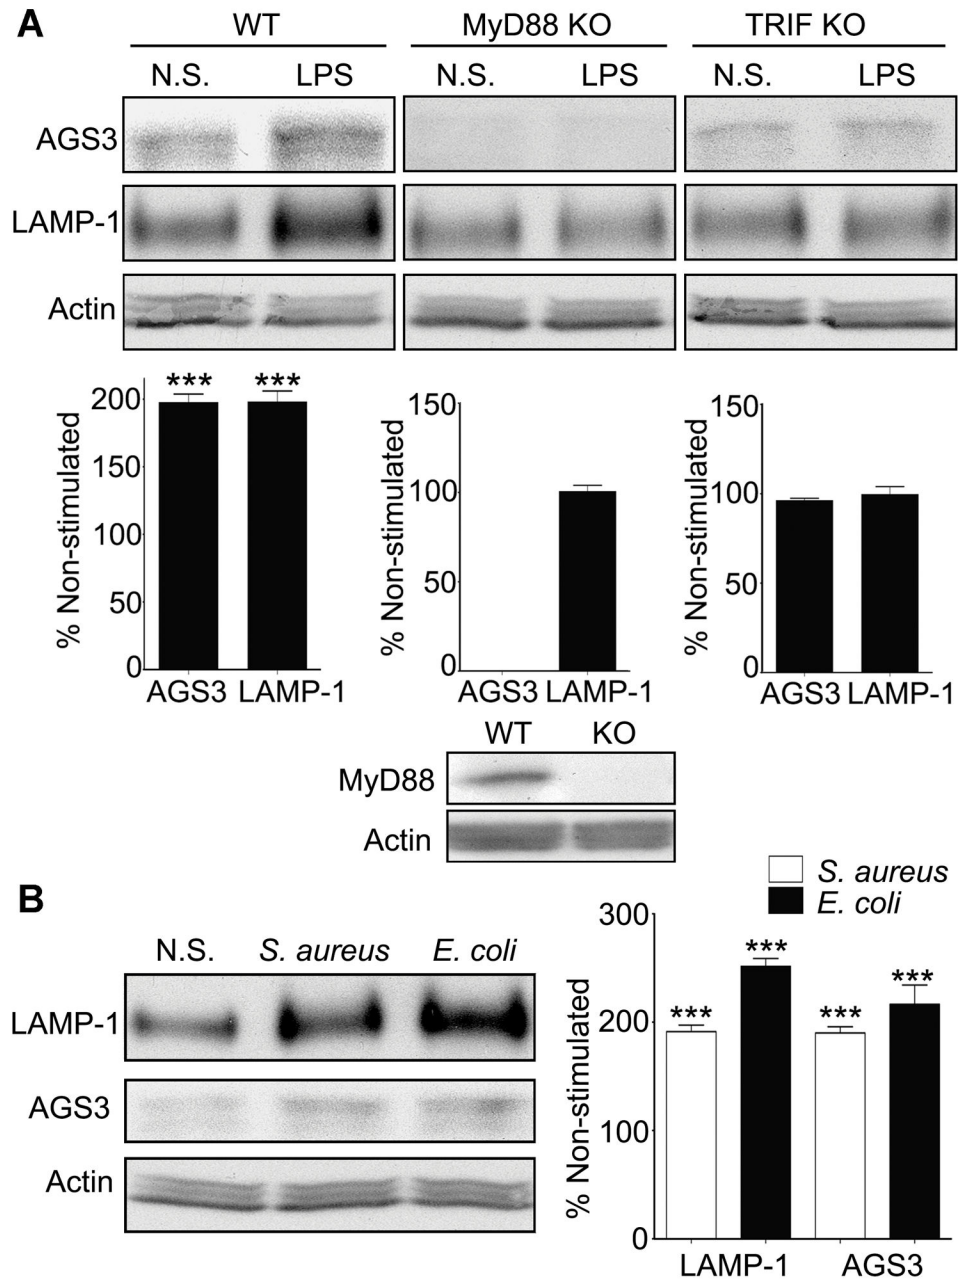 A
WT MyD88 KO TRIF KO
N.S. LPS N.S. LPS N.S. LPS
AGS3
LAMP-1
Actin
*** ***
200
150
100
50
0
% Non-stimulated
AGS3 LAMP-1
150
100
50
0
% Non-stimulated
AGS3 LAMP-1
150
100
50
0
% Non-stimulated
AGS3 LAMP-1
WT KO
MyD88
Actin
B
N.S. S. aureus E. coli
LAMP-1
AGS3
Actin
S. aureus
E. coli
300
200
100
0
% Non-stimulated
*** *** *** ***
LAMP-1 AGS3